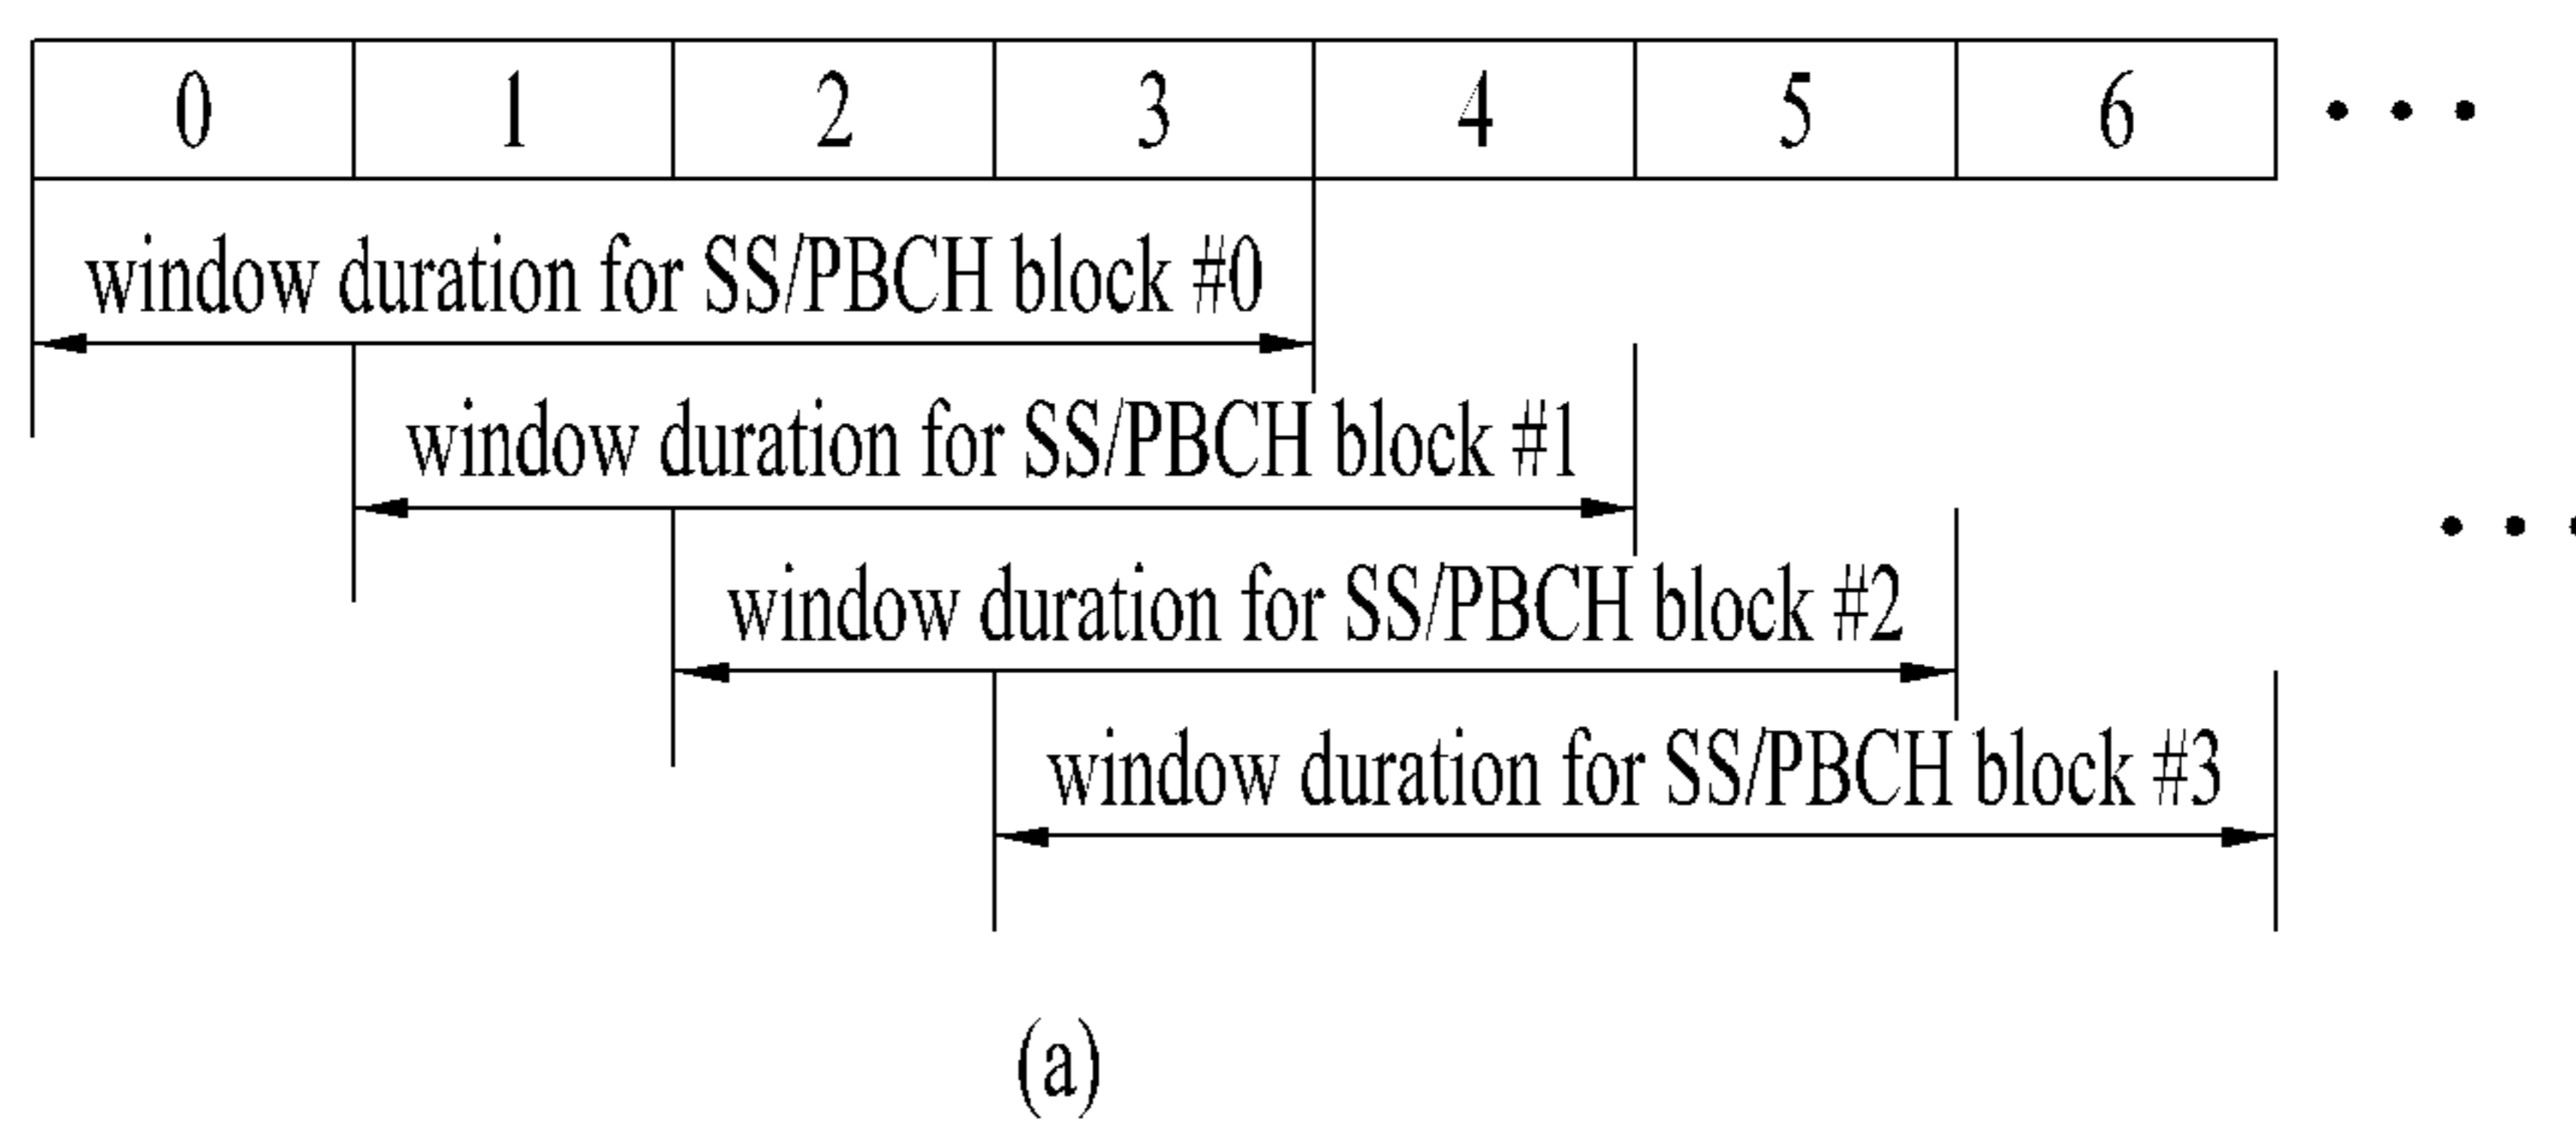 0 1 2 3 4 5 6 • • •
window duration for SS/PBCH block #0
window duration for SS/PBCH block #1
• • •
window duration for SS/PBCH block #2
window duration for SS/PBCH block #3
(a)